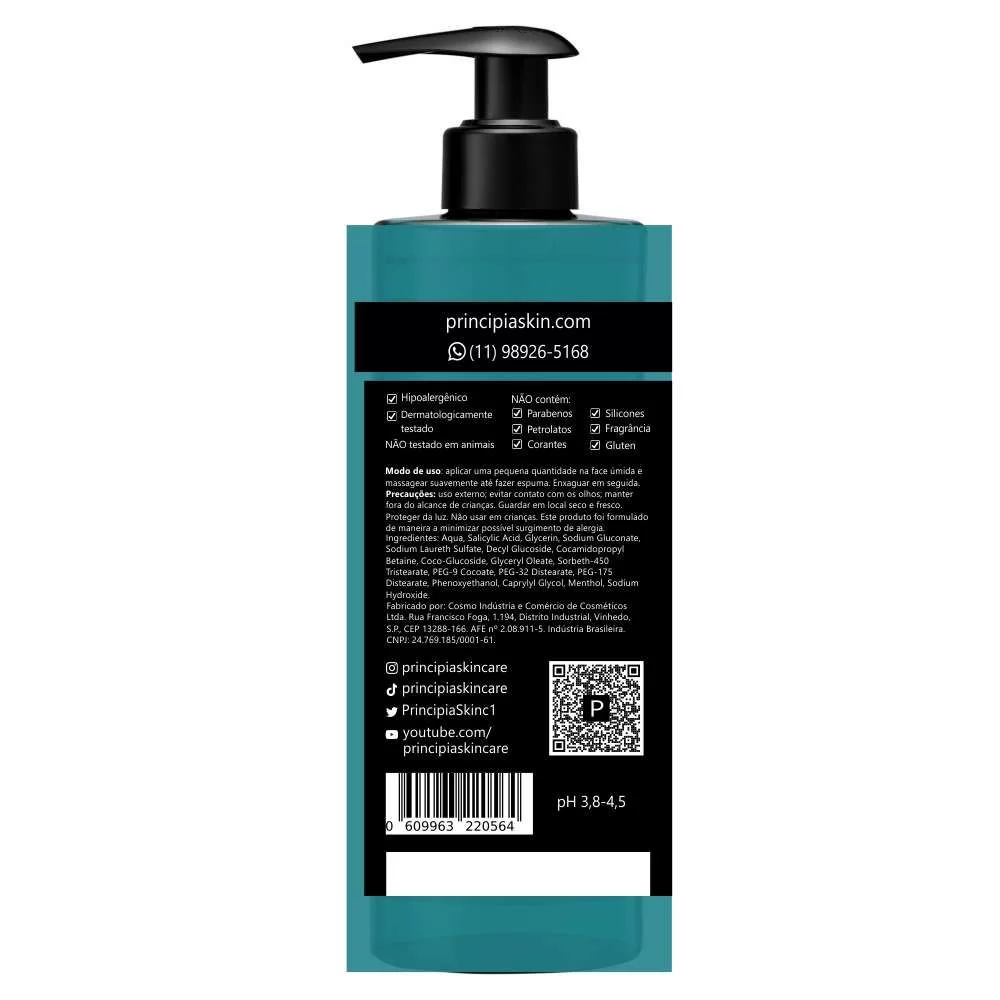 principiaskin.com
(11) 98926-5168
Hipoalergênico
Dermatologicamente
testado
NÃO testado em animais
NÃO contém:
Parabenos
Petrolatos
Corantes
Silicones
Fragrância
Gluten
Modo de uso: aplicar uma pequena quantidade na face úmida e
massagear suavemente até fazer espuma. Enxaguar em seguida.
Precauções: uso externo; evitar contato com os olhos; manter
fora do alcance de crianças. Guardar em local seco e fresco.
Proteger da luz. Não usar em crianças. Este produto foi formulado
de maneira a minimizar possível surgimento de alergia.
Ingredientes: Aqua, Salicylic Acid, Glycerin, Sodium Gluconate,
Sodium Laureth Sulfate, Decyl Glucoside, Cocamidopropyl
Betaine, Coco-Glucoside, Glyceryl Oleate, Sorbeth-450
Tristearate, PEG-9 Cocoate, PEG-32 Distearate, PEG-175
Distearate, Phenoxyethanol, Caprylyl Glycol, Menthol, Sodium
Hydroxide.
Fabricado por: Cosmo Indústria e Comércio de Cosméticos
Ltda. Rua Francisco Foga, 1.194, Distrito Industrial, Vinhedo,
S.P., CEP 13288-166. AFE nº 2.08.911-5. Indústria Brasileira.
CNPJ: 24.769.185/0001-61.
principiaskincare
principiaskincare
PrincipiaSkinc1
youtube.com/
principiaskincare
P
0 609963 220564
pH 3,8-4,5